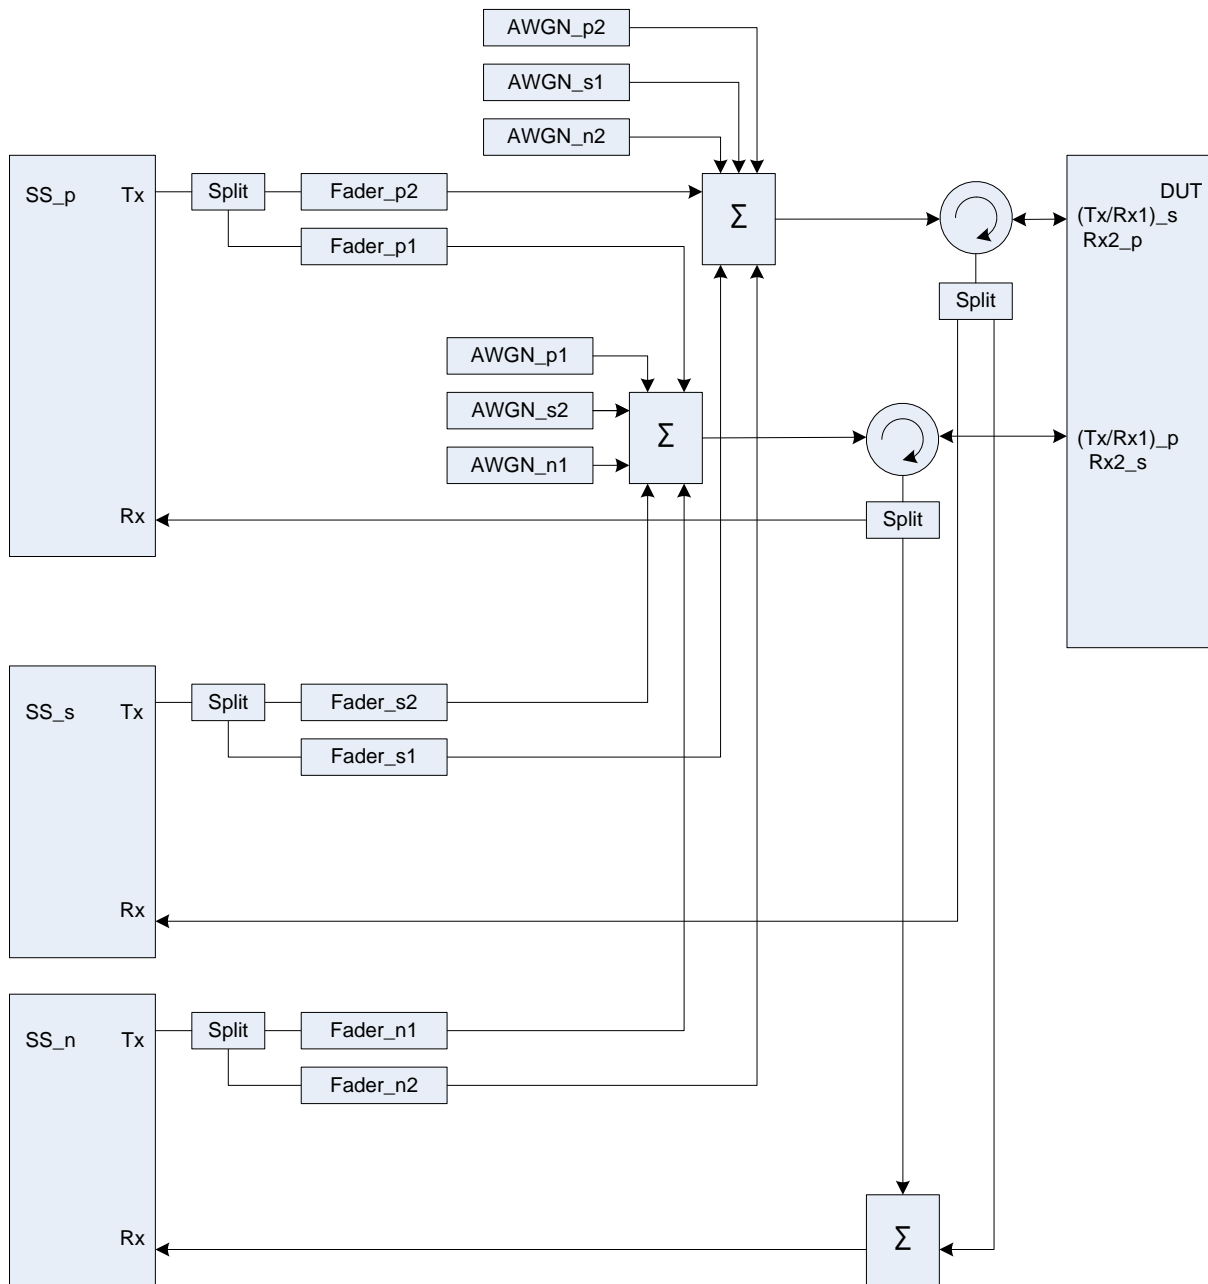 AWGN_p2
AWGN_s1
AWGN_n2
SS_p
Tx
Split
Fader_p2
Fader_p1
Σ
DUT
(Tx/Rx1)_s
Rx2_p
Split
AWGN_p1
AWGN_s2
AWGN_n1
Σ
(Tx/Rx1)_p
Rx2_s
Rx
Split
SS_s
Tx
Split
Fader_s2
Fader_s1
Rx
SS_n
Tx
Split
Fader_n1
Fader_n2
Rx
Σ